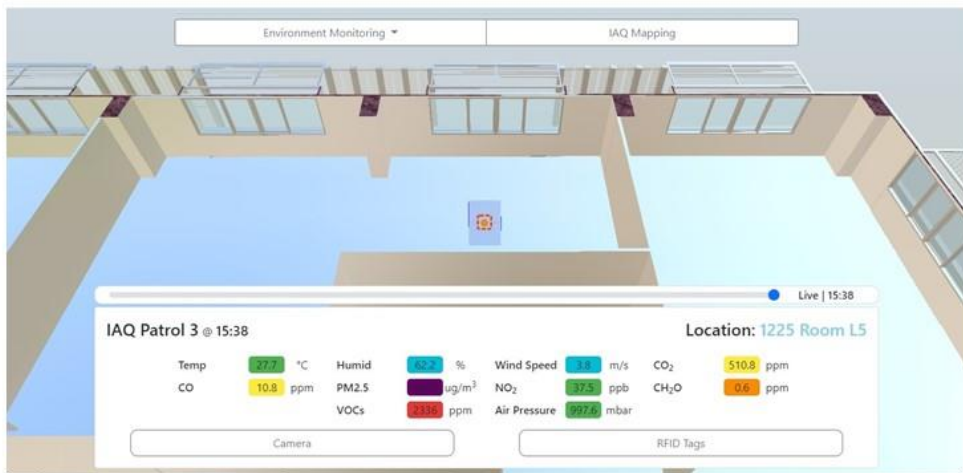 Environment Monitoring
IAQ Mapping
Live | 15:38
IAQ Patrol 3 @ 15:38
Location: 1225 Room L5
Temp 27.7 °C Humid 62.2 % Wind Speed 3.8 m/s CO₂ 510.8 ppm
CO 10.8 ppm PM2.5 ug/m³ NO₂ 37.5 ppb CH₂O 0.6 ppm
VOCs 2336 ppm Air Pressure 997.6 mbar
Camera
RFID Tags